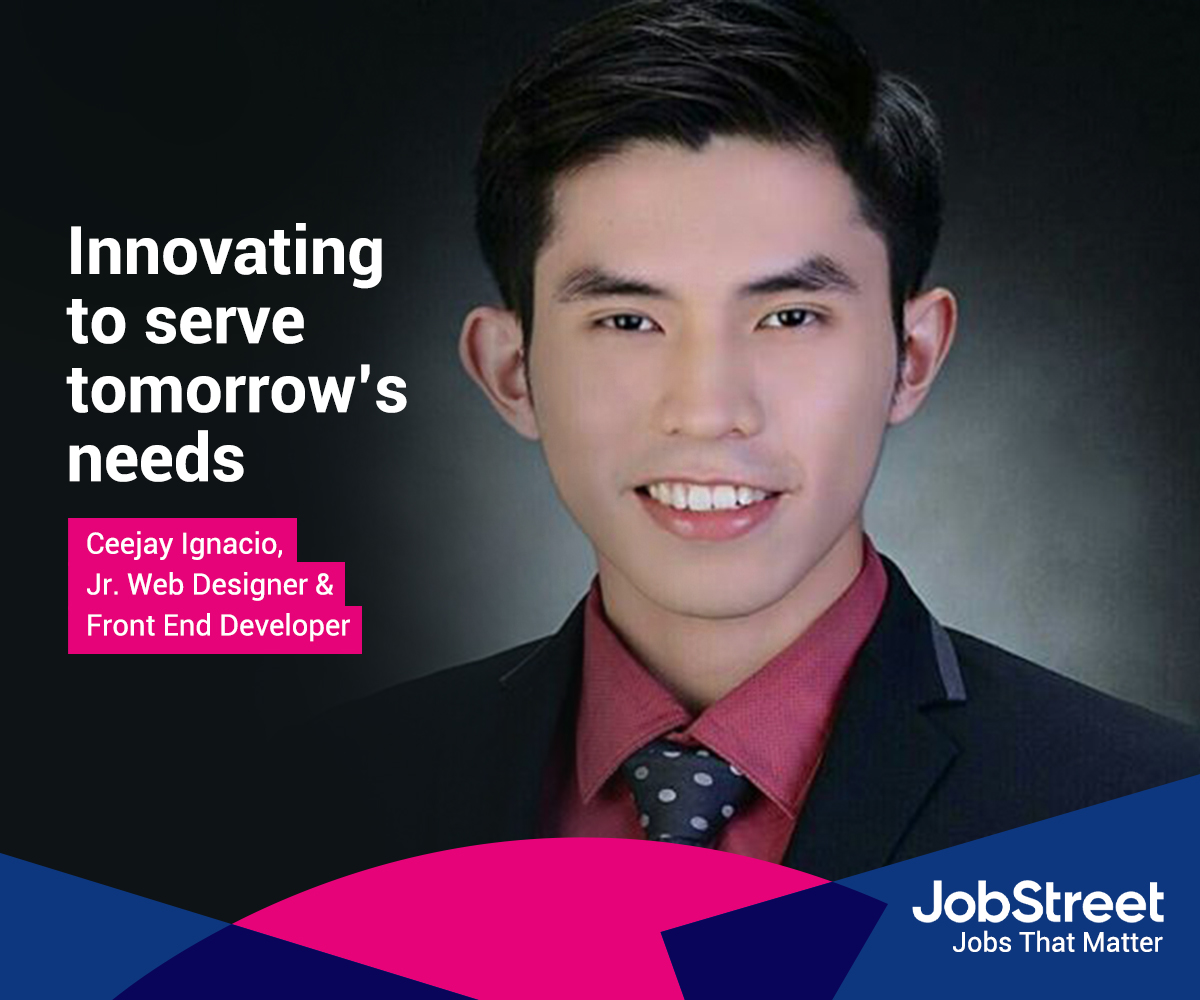 Innovating
to serve
tomorrow's
needs
Ceejay Ignacio,
Jr. Web Designer &
Front End Developer
JobStreet
Jobs That Matter